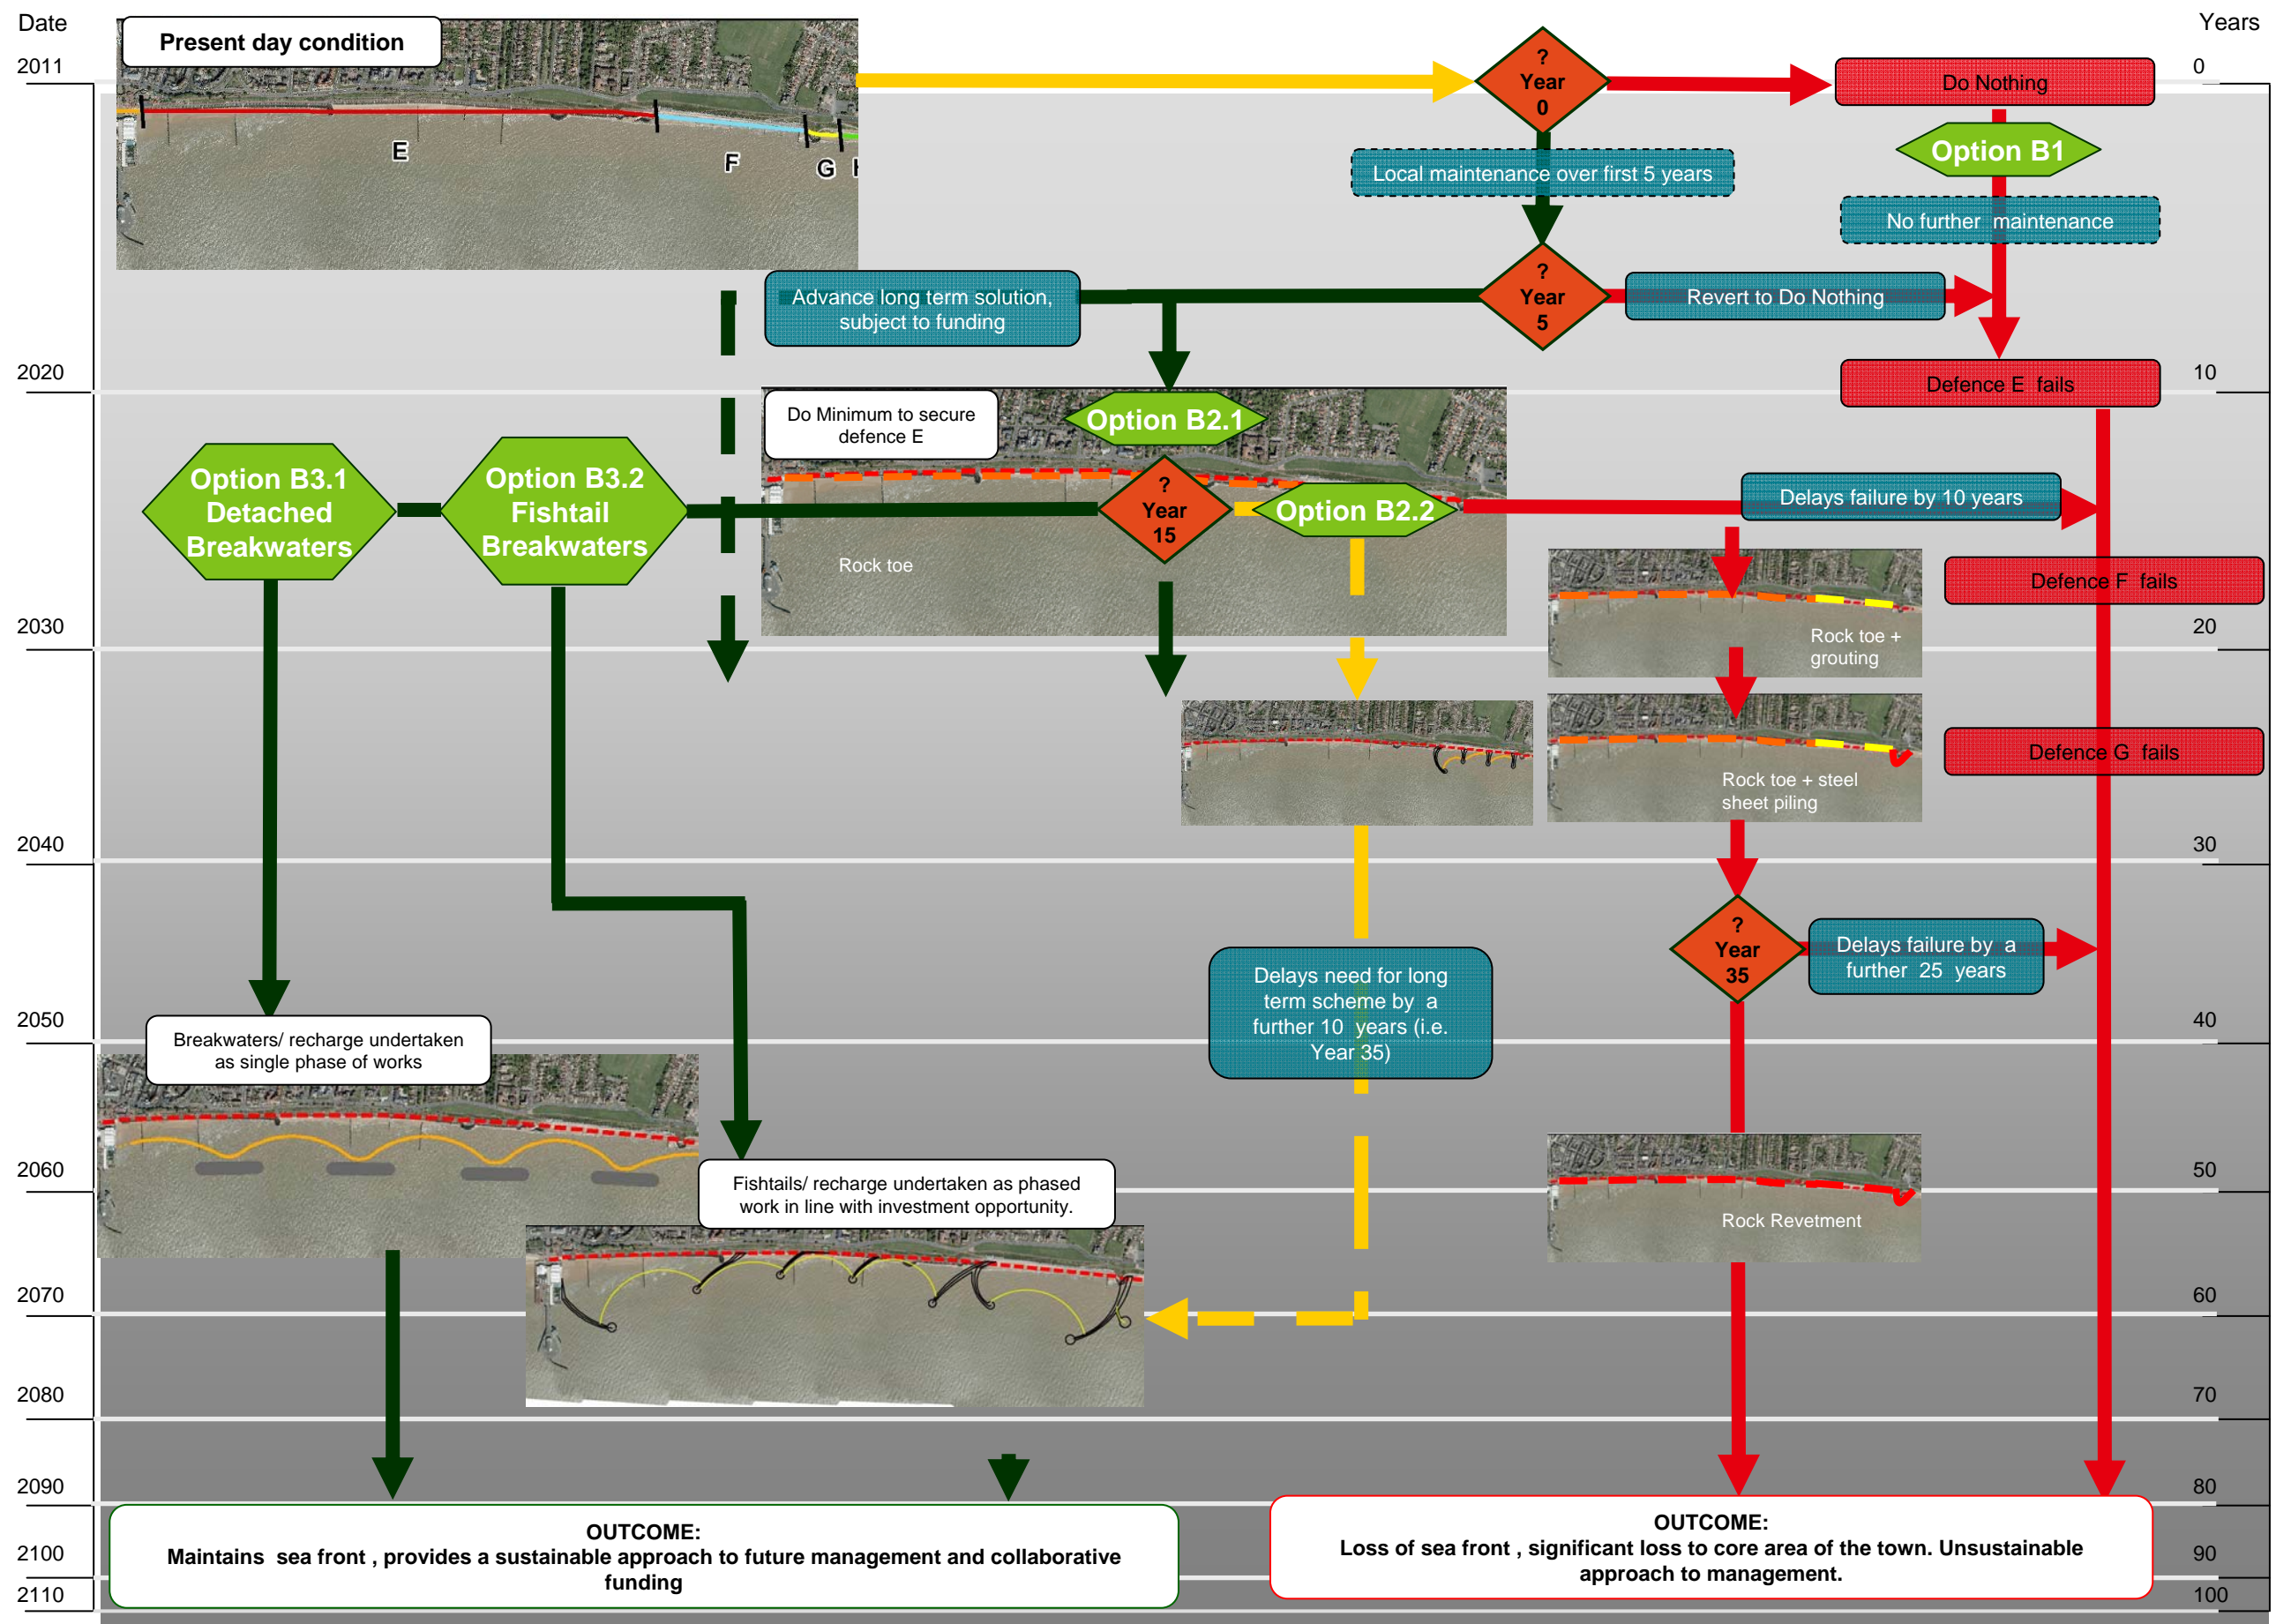 Date
Years
Present day condition
2011
0
?
Year
0
Do Nothing
E
F
G
Option B1
Local maintenance over first 5 years
No further maintenance
Advance long term solution,
subject to funding
?
Year
5
Revert to Do Nothing
2020
10
Defence E fails
Do Minimum to secure
defence E
Option B2.1
Option B3.1
Detached
Breakwaters
Option B3.2
Fishtail
Breakwaters
?
Year
15
Option B2.2
Delays failure by 10 years
Rock toe
Defence F fails
2030
20
Rock toe +
grouting
Defence G fails
Rock toe + steel
sheet piling
2040
30
?
Year
35
Delays failure by a
further 25 years
Delays need for long
term scheme by a
further 10 years (i.e.
Year 35)
2050
40
Breakwaters/ recharge undertaken
as single phase of works
2060
50
Fishtails/ recharge undertaken as phased
work in line with investment opportunity.
Rock Revetment
2070
60
2080
70
2090
80
OUTCOME:
Maintains sea front , provides a sustainable approach to future management and collaborative
funding
OUTCOME:
Loss of sea front , significant loss to core area of the town. Unsustainable
approach to management.
2100
90
2110
100